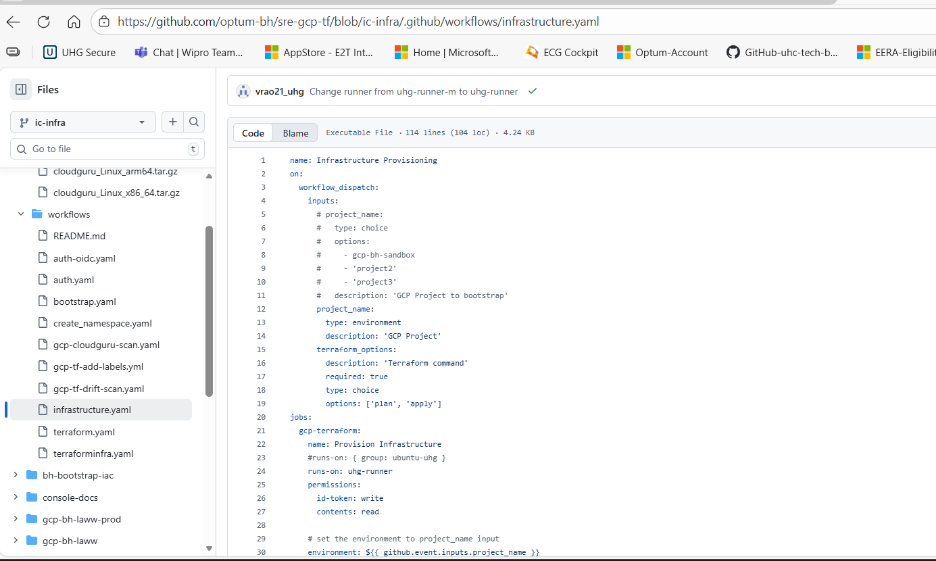 https://github.com/optum-bh/sre-gcp-tf/blob/ic-infra/.github/workflows/infrastructure.yaml
UHG Secure
Chat | Wipro Team...
AppStore - E2T Int...
Home | Microsoft...
ECG Cockpit
Optum-Account
GitHub-uhc-tech-b...
EERA-Eligibilit
Files
ic-infra
Go to file
t
cloudguru_Linux_arm64.tar.gz
cloudguru_Linux_x86_64.tar.gz
workflows
README.md
auth-oidc.yaml
auth.yaml
bootstrap.yaml
create_namespace.yaml
gcp-cloudguru-scan.yaml
gcp-tf-add-labels.yml
gcp-tf-drift-scan.yaml
infrastructure.yaml
terraform.yaml
terraforminfra.yaml
bh-bootstrap-iac
console-docs
gcp-bh-laww-prod
gcp-bh-laww
vrao21_uhg Change runner from uhg-runner-m to uhg-runner
Code Blame Executable File · 114 lines (104 loc) · 4.24 KB
1 name: Infrastructure Provisioning
2 on:
3 workflow_dispatch:
4 inputs:
5 # project_name:
6 # type: choice
7 # options:
8 # - gcp-bh-sandbox
9 # - 'project2'
10 # - 'project3'
11 # description: 'GCP Project to bootstrap'
12 project_name:
13 type: environment
14 description: 'GCP Project'
15 terraform_options:
16 description: 'Terraform command'
17 required: true
18 type: choice
19 options: ['plan', 'apply']
20 jobs:
21 gcp-terraform:
22 name: Provision Infrastructure
23 #runs-on: { group: ubuntu-uhg }
24 runs-on: uhg-runner
25 permissions:
26 id-token: write
27 contents: read
28
29 # set the environment to project_name input
30 environment: ${{ github.event.inputs.project_name }}